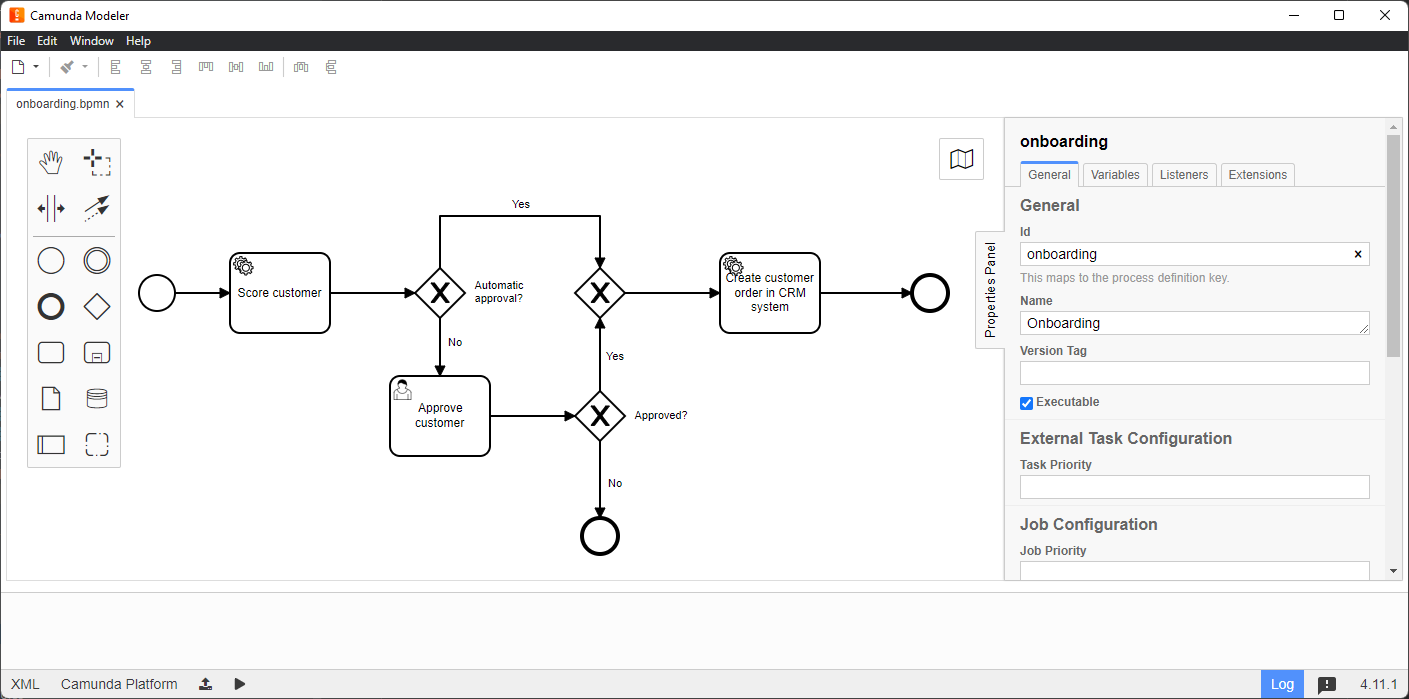 Camunda Modeler
File Edit Window Help
onboarding.bpmn
Yes
Score customer
Automatic
approval?
Create customer
order in CRM
system
No
Yes
Approve
customer
Approved?
No
Properties Panel
onboarding
General Variables Listeners Extensions
General
Id
onboarding
This maps to the process definition key.
Name
Onboarding
Version Tag
Executable
External Task Configuration
Task Priority
Job Configuration
Job Priority
XML Camunda Platform Log 4.11.1